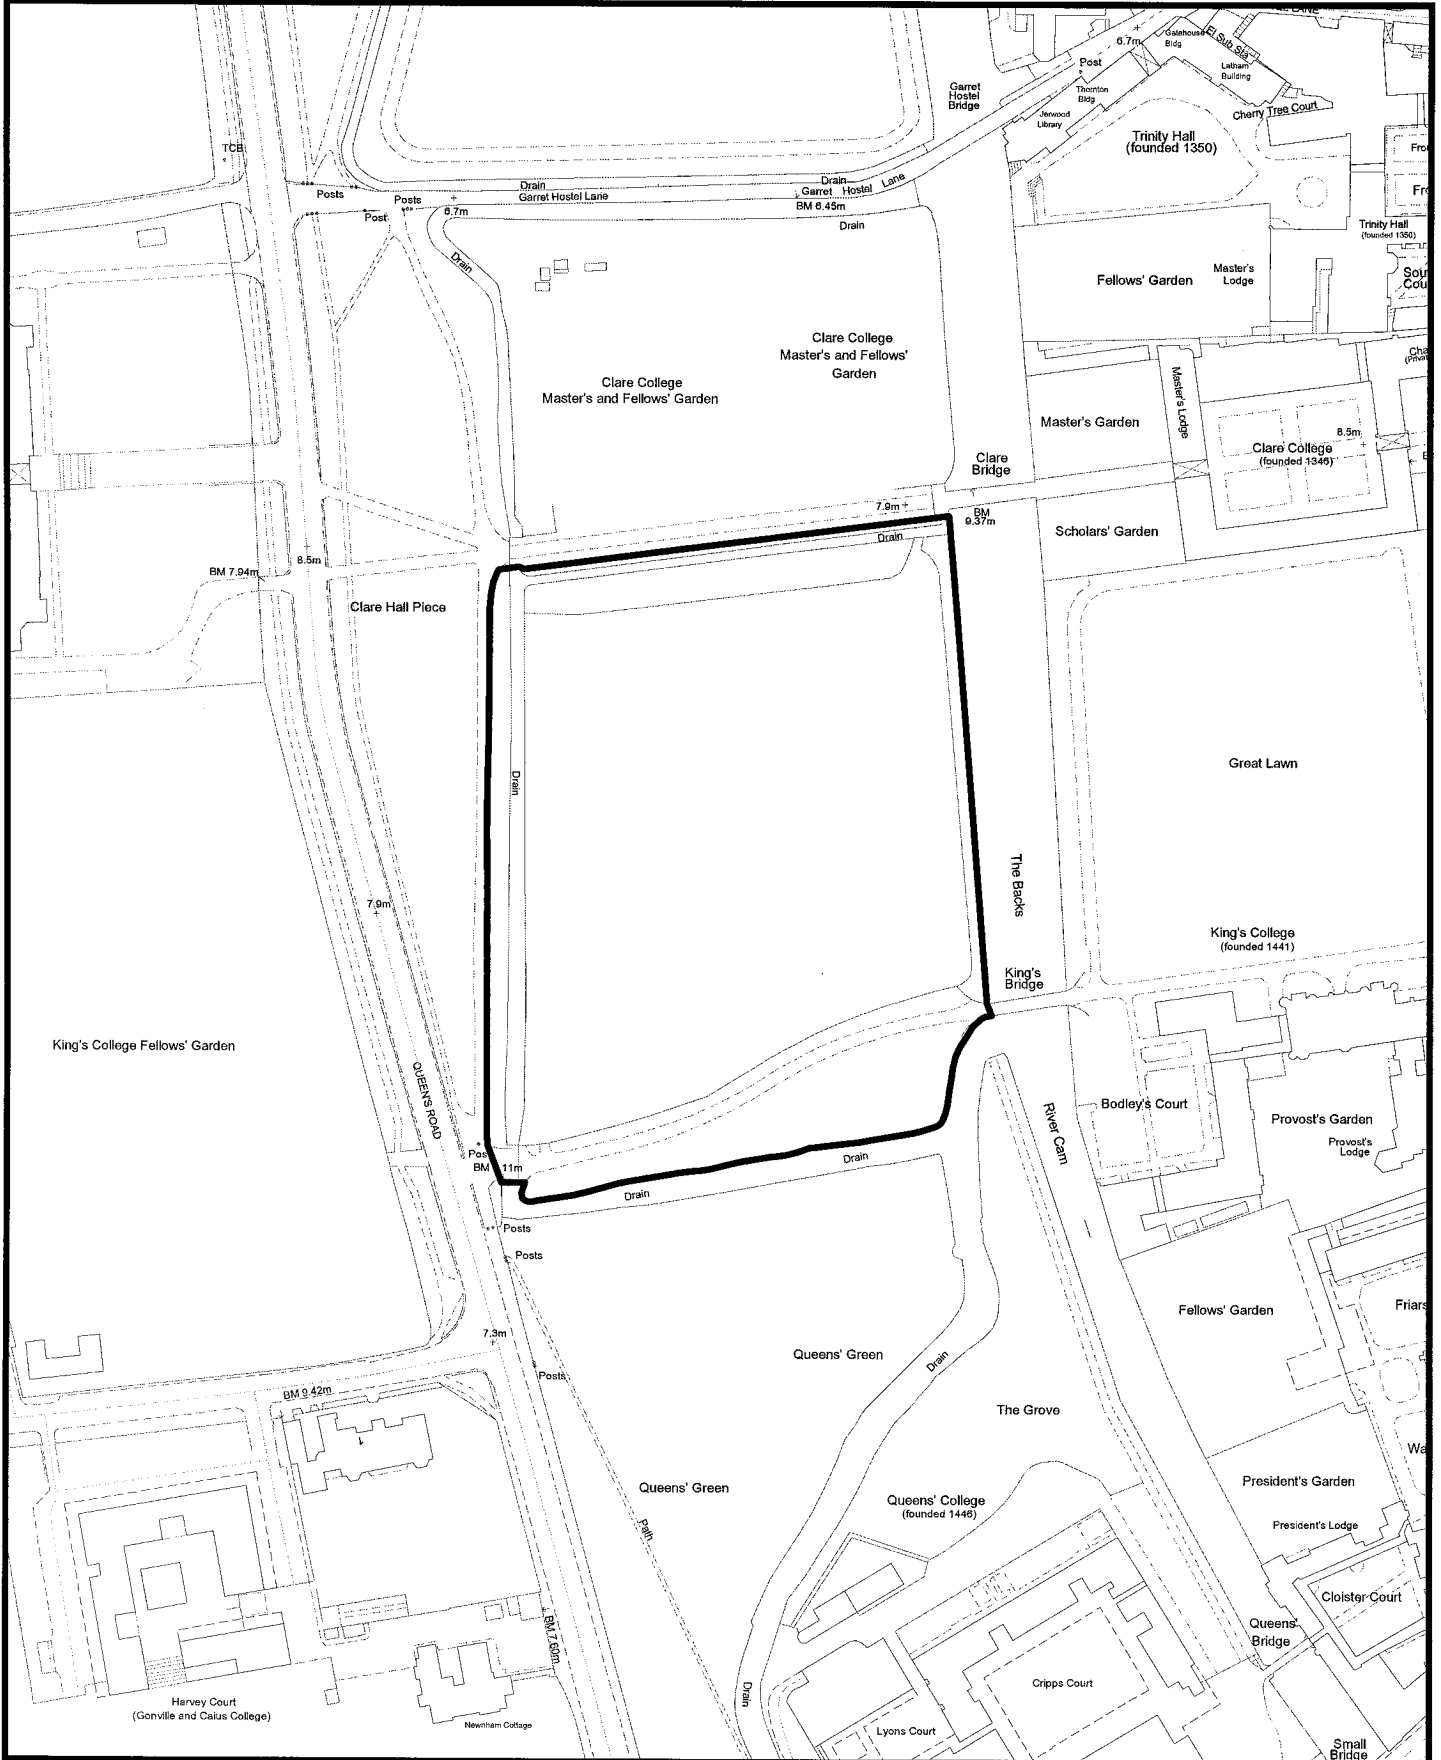 6.7m
Gatehouse
Bldg
El Sub Sta
Latham
Building
Post
Thornton
Bldg
Jerwood
Library
Cherry Tree Court
Garret
Hostel
Bridge
Trinity Hall
(founded 1350)
TCB
Posts
Posts
Post
6.7m
Drain
Garret Hostel Lane
Drain
Garret Hostel Lane
BM 6.45m
Drain
Trinity Hall
(founded 1350)
Drain
Fellows' Garden
Master's
Lodge
Clare College
Master's and Fellows'
Garden
Clare College
Master's and Fellows' Garden
Master's Garden
Master's Lodge
8.5m
Clare College
(founded 1346)
Clare
Bridge
7.9m
BM
9.37m
Scholars' Garden
Drain
8.5m
BM 7.94m
Clare Hall Piece
Drain
Great Lawn
The Backs
7.9m
King's College
(founded 1441)
King's
Bridge
King's College Fellows' Garden
QUEEN'S ROAD
River Cam
Bodley's Court
Provost's Garden
Provost's
Lodge
Pos
BM 11m
Drain
Drain
Posts
Posts
Fellows' Garden
Friars
7.3m
Queens' Green
Drain
Posts
BM 9.42m
The Grove
1
Queens' Green
Path
Queens' College
(founded 1446)
President's Garden
President's Lodge
Cloister Court
Queens'
Bridge
BM 7.60m
Cripps Court
Drain
Harvey Court
(Gonville and Caius College)
Newnham Cottage
Lyons Court
Small
Bridge